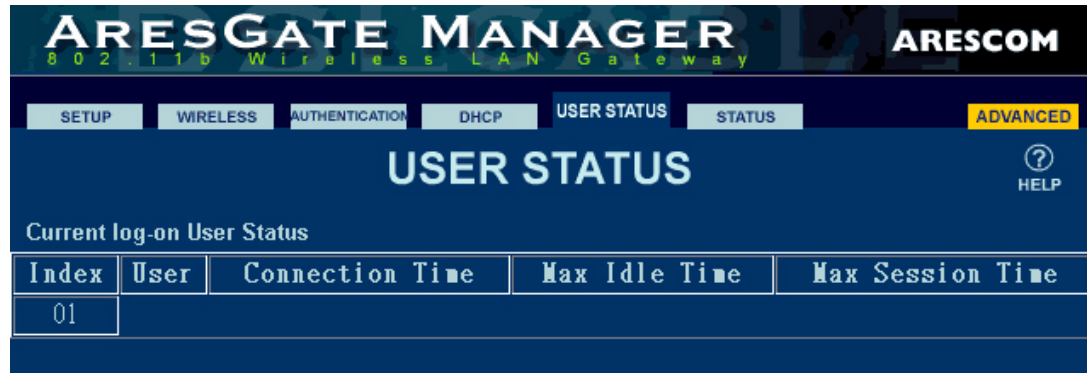 ARESGATE MANAGER
802.11b Wireless LAN Gateway
ARESCOM
SETUP WIRELESS AUTHENTICATION DHCP USER STATUS STATUS ADVANCED
USER STATUS
?
HELP
Current log-on User Status
Index User Connection Time Max Idle Time Max Session Time
01